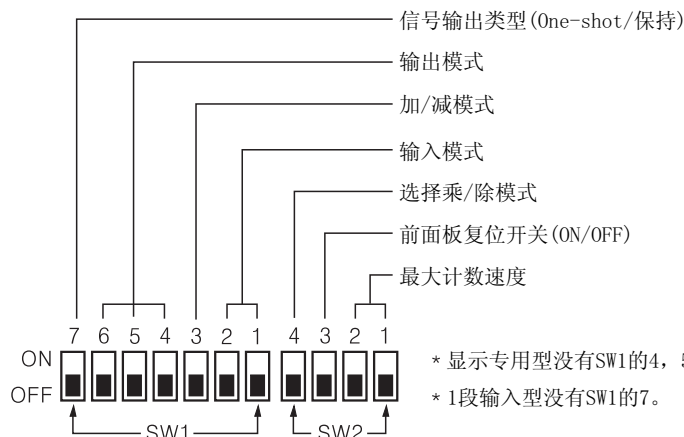 信号输出类型(One-shot/保持)
输出模式
加/减模式
输入模式
选择乘/除模式
前面板复位开关(ON/OFF)
最大计数速度
7 6 5 4 3 2 1 4 3 2 1
ON
OFF
* 显示专用型没有SW1的4, 5
* 1段输入型没有SW1的7。
SW1 SW2